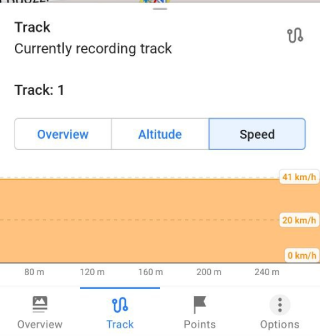 Track
Currently recording track
Track: 1
Overview Altitude Speed
41 km/h
20 km/h
0 km/h
80 m 120 m 160 m 200 m 240 m
Overview Track Points Options